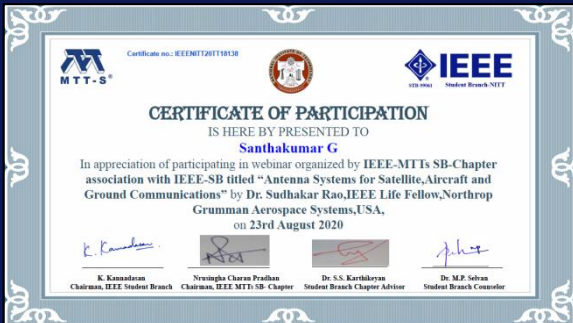 Certificate no.: IEEENITT20TT18138
MTT-S®
IEEE
STB 09061 Student Branch-NITT
CERTIFICATE OF PARTICIPATION
IS HERE BY PRESENTED TO
Santhakumar G
In appreciation of participating in webinar organized by IEEE-MTTs SB-Chapter
association with IEEE-SB titled “Antenna Systems for Satellite,Aircraft and
Ground Communications” by Dr. Sudhakar Rao,IEEE Life Fellow,Northrop
Grumman Aerospace Systems,USA,
on 23rd August 2020
K. Kannadasan.
K. Kannadasan Nrusingha Charan Pradhan Dr. S.S. Karthikeyan Dr. M.P. Selvan
Chairman, IEEE Student Branch Chairman, IEEE MTTs SB- Chapter Student Branch Chapter Advisor Student Branch Counselor